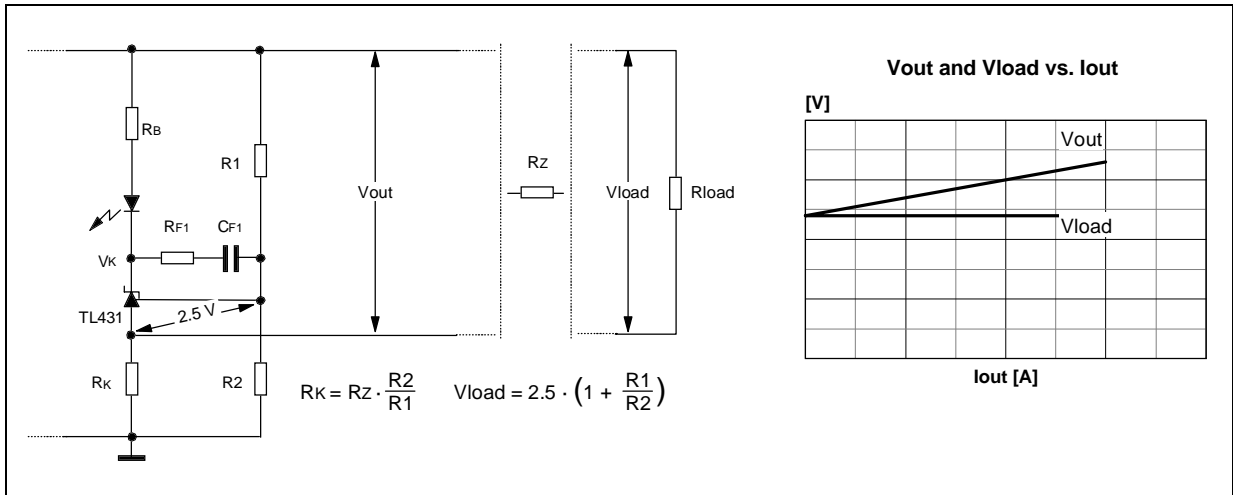 RB
R1
RF1
CF1
VK
TL431
2.5 V
RK
R2
Vout
RZ
Vload
Rload
RK = RZ · R2/R1
Vload = 2.5 · (1 + R1/R2)
Vout and Vload vs. Iout
[V]
Vout
Vload
Iout [A]